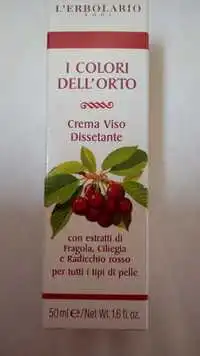 L'ERBOLARIO
LODI
I COLORI
DELL'ORTO
Crema Viso
Dissetante
con estratti di
Fragola, Ciliegia
e Radicchio rosso
per tutti i tipi di pelle
50 ml ℮/Net Wt. 1.6 fl. oz.